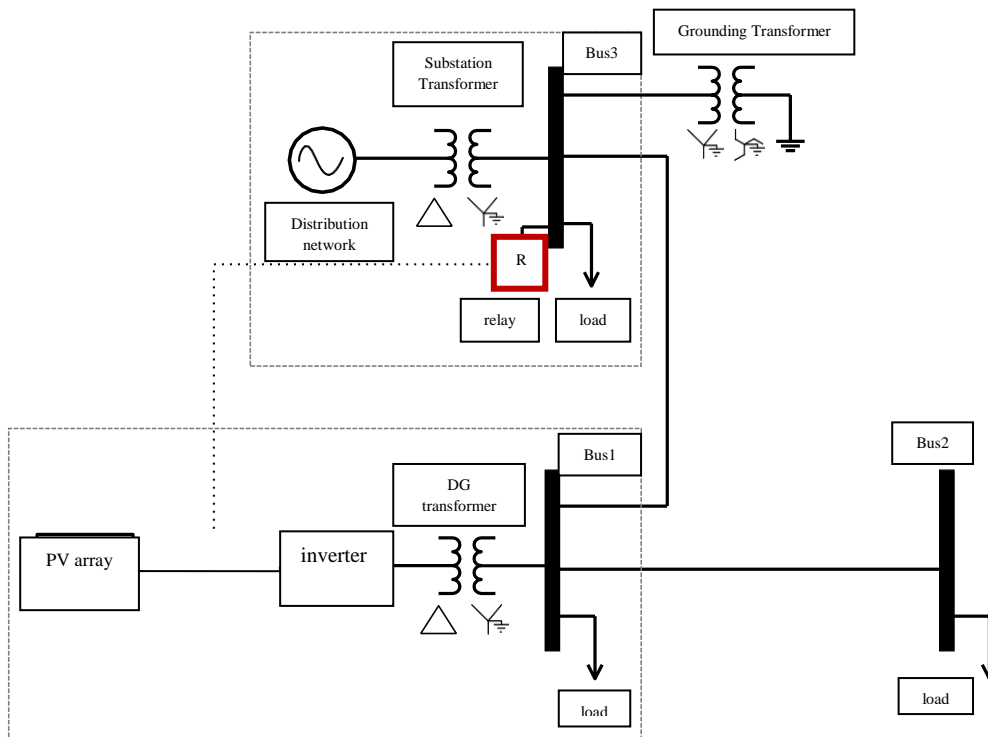 Bus3
Grounding Transformer
Substation
Transformer
Distribution
network
R
relay
load
Bus1
Bus2
DG
transformer
PV array
inverter
load
load